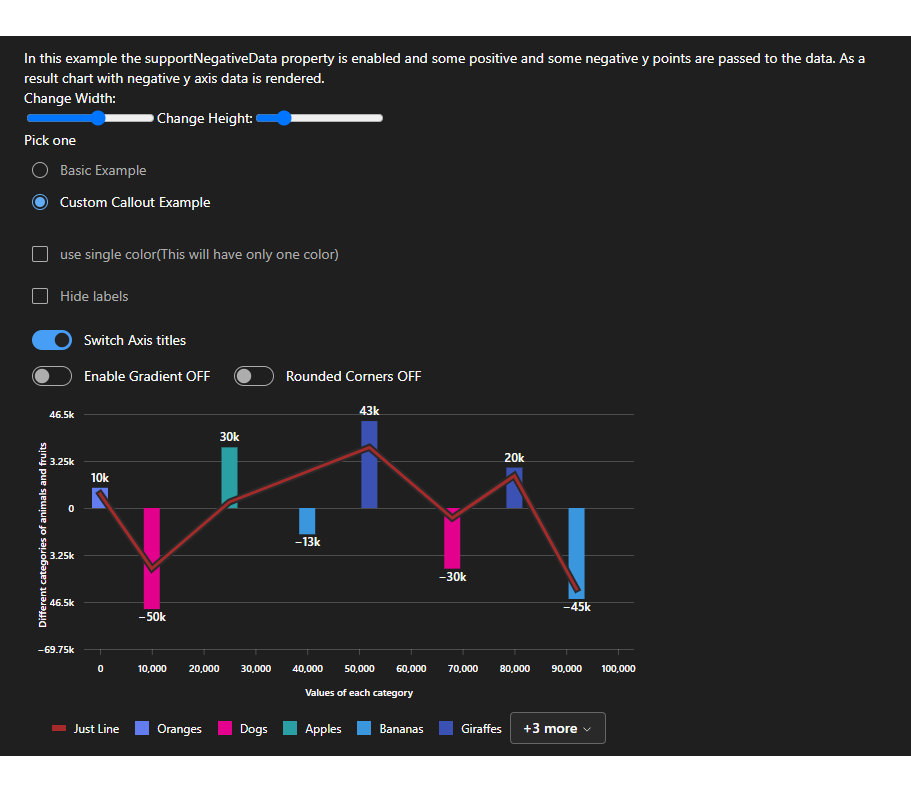 In this example the supportNegativeData property is enabled and some positive and some negative y points are passed to the data. As a
result chart with negative y axis data is rendered.
Change Width:
Change Height:
Pick one
Basic Example
Custom Callout Example
use single color(This will have only one color)
Hide labels
Switch Axis titles
Enable Gradient OFF
Rounded Corners OFF
46.5k
3.25k
0
3.25k
46.5k
−69.75k
Different categories of animals and fruits
10k
−50k
30k
−13k
43k
−30k
20k
−45k
0 10,000 20,000 30,000 40,000 50,000 60,000 70,000 80,000 90,000 100,000
Values of each category
Just Line Oranges Dogs Apples Bananas Giraffes +3 more